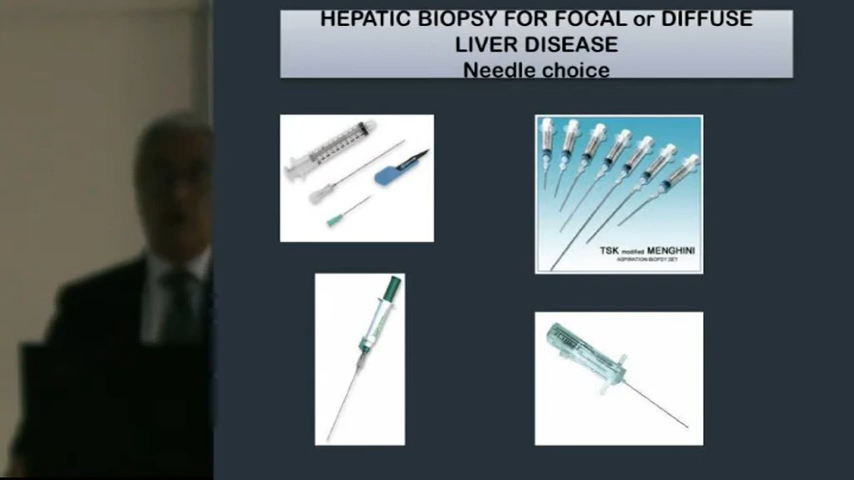 HEPATIC BIOPSY FOR FOCAL or DIFFUSE
LIVER DISEASE
Needle choice
TSK modified MENGHINI
ASPIRATION BIOPSY SET